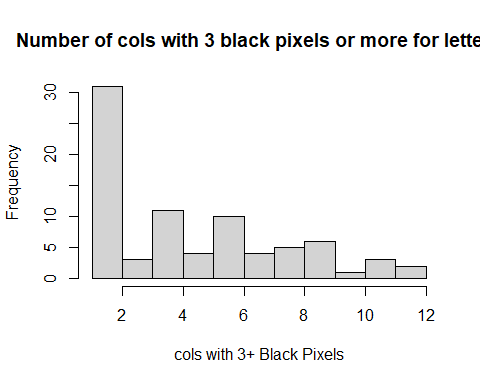 Number of cols with 3 black pixels or more for lette
Frequency
30
20
10
5
0
2 4 6 8 10 12
cols with 3+ Black Pixels